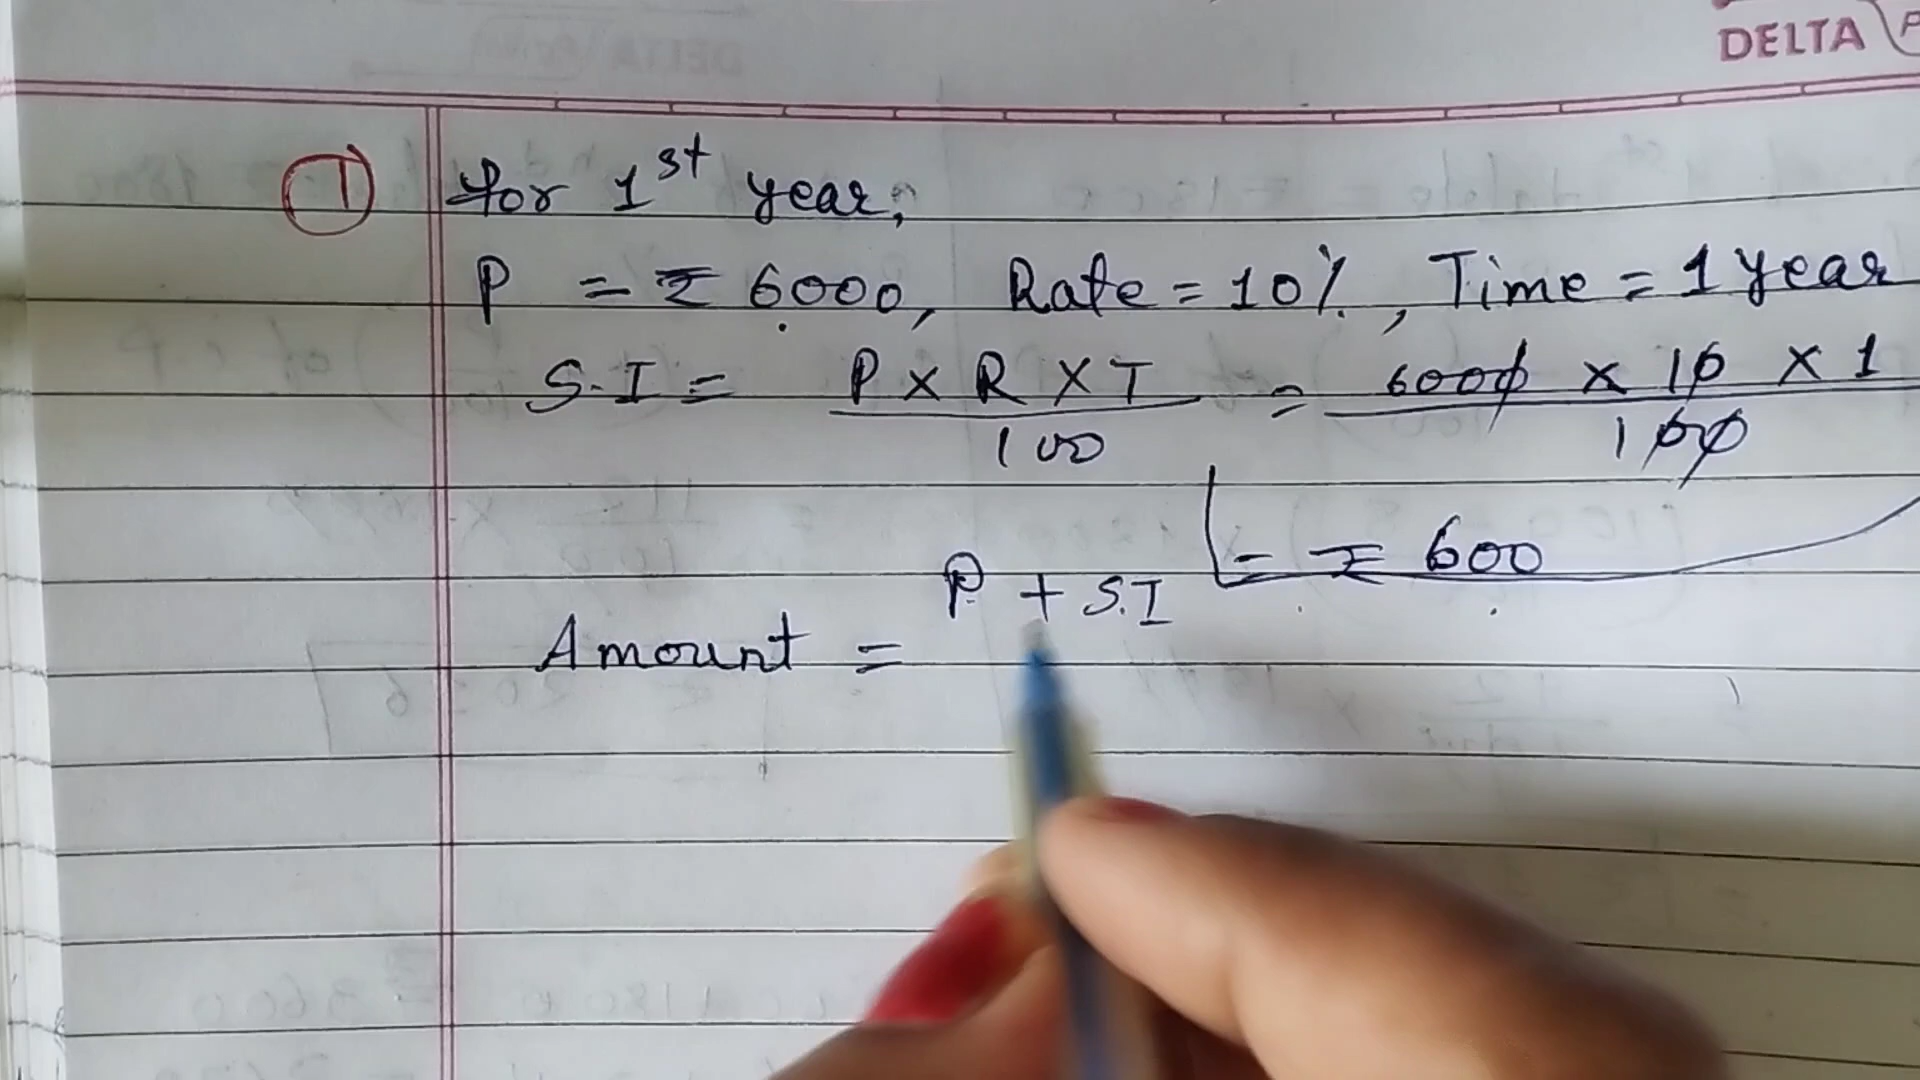 DELTA
1 for 1st year,
P = ₹ 6000, Rate = 10%, Time = 1 year
S.I = P × R × T / 100 = 6000 × 10 × 1 / 100
= ₹ 600
P + S.I
Amount =